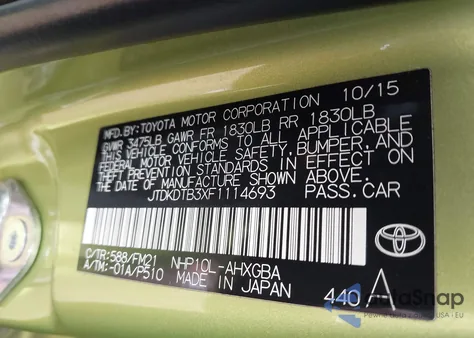 MFD.BY:TOYOTA MOTOR CORPORATION 10/15
GVWR 3475LB GAWR FR 1830LB RR 1830LB
THIS VEHICLE CONFORMS TO ALL APPLICABLE
FEDERAL MOTOR VEHICLE SAFETY,BUMPER,AND
THEFT PREVENTION STANDARDS IN EFFECT ON
THE DATE OF MANUFACTURE SHOWN ABOVE.
JTDKDTB3XF1114693 PASS.CAR
C/TR:588/FM21 NHP10L-AHXGBA
A/TM:-01A/P510 MADE IN JAPAN 440 A
TOYOTA